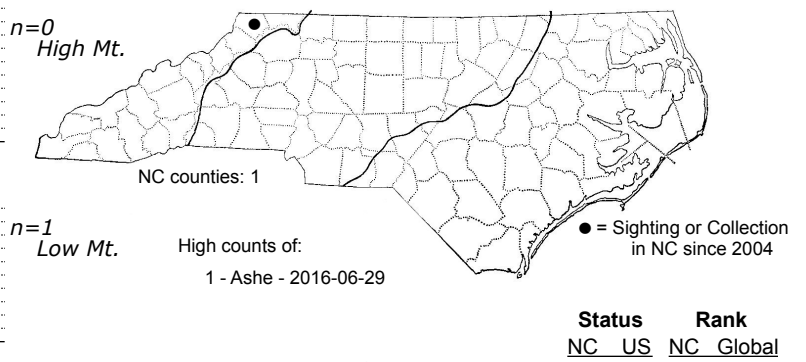 n=0
High Mt.
NC counties: 1
n=1
Low Mt.
High counts of:
1 - Ashe - 2016-06-29
● = Sighting or Collection
in NC since 2004
Status Rank
NC US NC Global